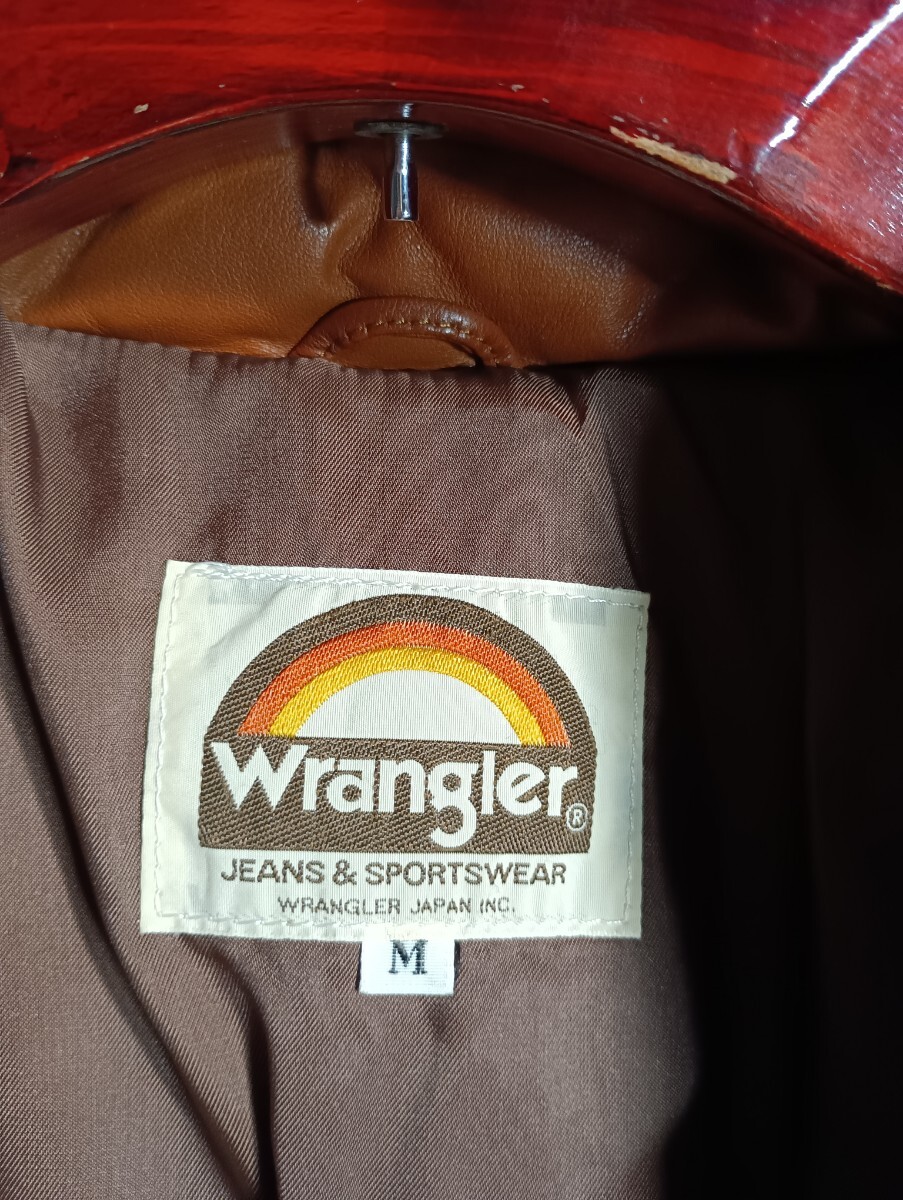 Wrangler®
JEANS & SPORTSWEAR
WRANGLER JAPAN INC.
M